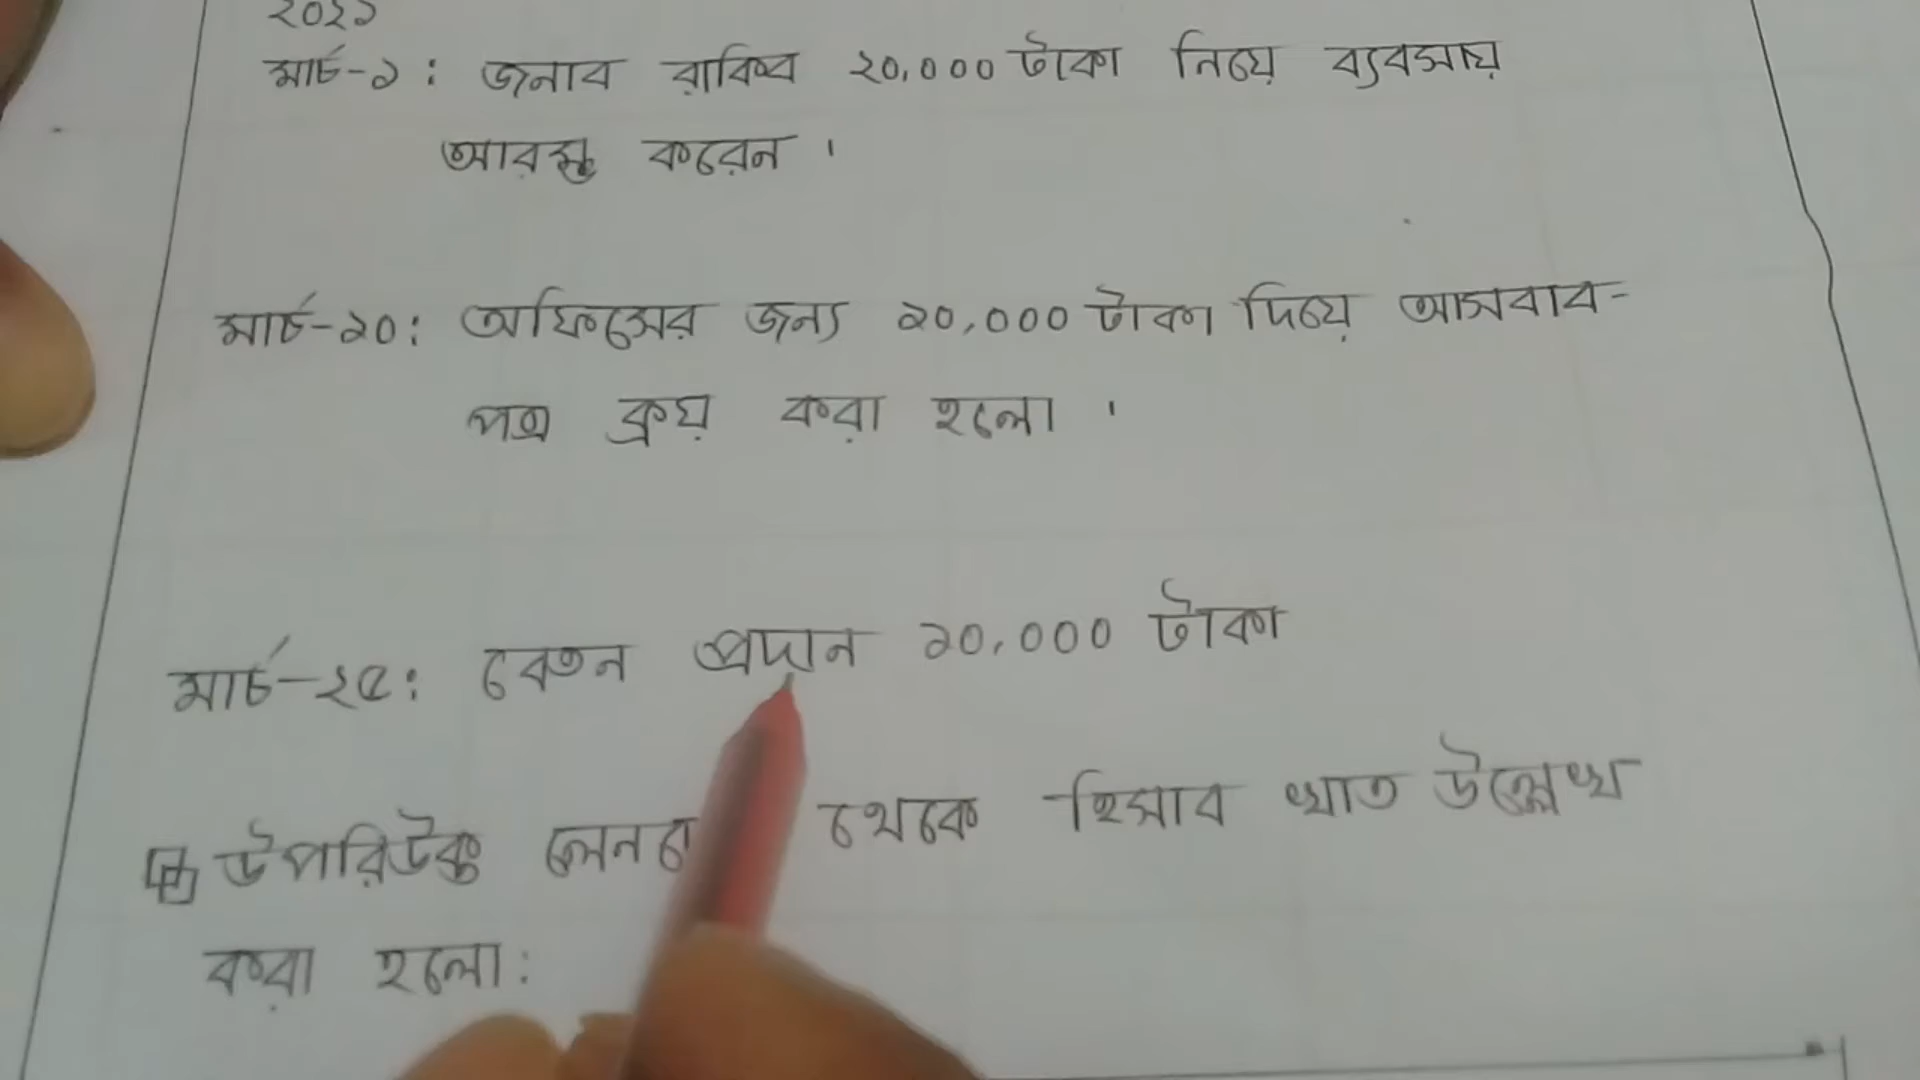 ২০২১
মার্চ-১: জনাব রাকিব ২০,০০০ টাকা নিয়ে ব্যবসায়
আরম্ভ করেন।
মার্চ-১০: অফিসের জন্য ১০,০০০ টাকা দিয়ে আসবাব-
পত্র ক্রয় করা হলো।
মার্চ-২৫: বেতন প্রদান ১০,০০০ টাকা
উপরিউক্ত থেকে হিসাব খাত উল্লেখ
করা হলো: